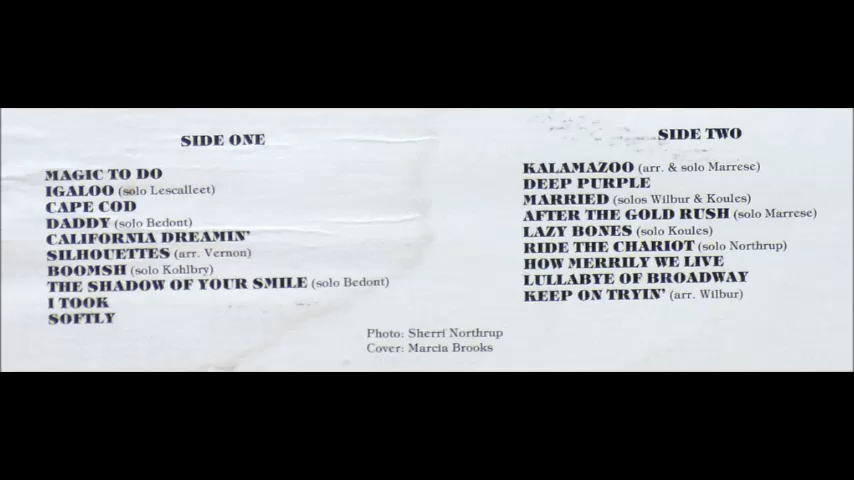 SIDE ONE
MAGIC TO DO
IGALOO (solo Lescalleet)
CAPE COD
DADDY (solo Bedont)
CALIFORNIA DREAMIN'
SILHOUETTES (arr. Vernon)
BOOMSH (solo Kohlbry)
THE SHADOW OF YOUR SMILE (solo Bedont)
I TOOK
SOFTLY
SIDE TWO
KALAMAZOO (arr. & solo Marrese)
DEEP PURPLE
MARRIED (solos Wilbur & Koules)
AFTER THE GOLD RUSH (solo Marrese)
LAZY BONES (solo Koules)
RIDE THE CHARIOT (solo Northrup)
HOW MERRILY WE LIVE
LULLABYE OF BROADWAY
KEEP ON TRYIN' (arr. Wilbur)
Photo: Sherri Northrup
Cover: Marcia Brooks